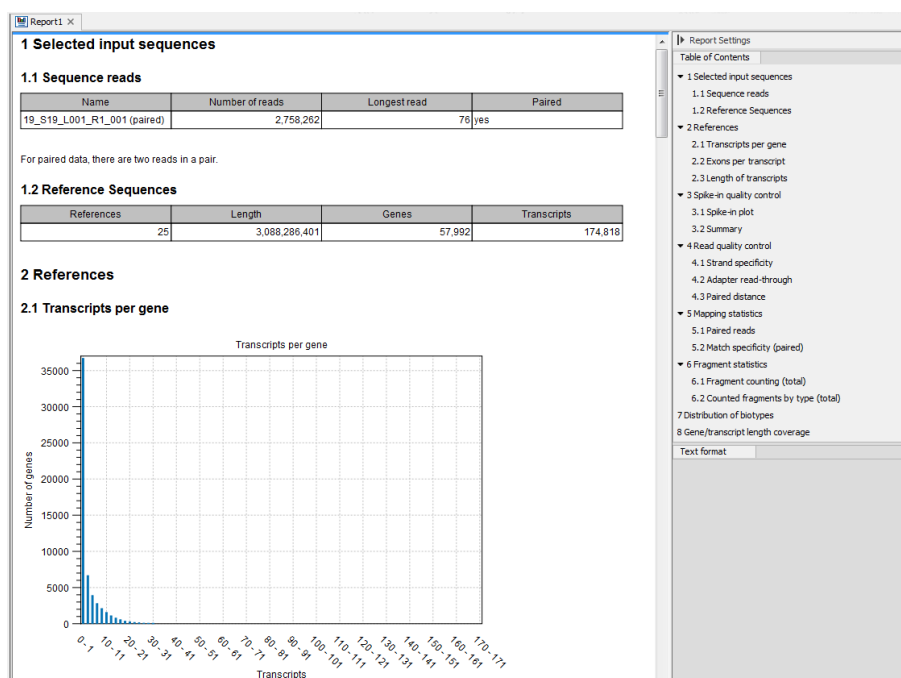 Report1
1 Selected input sequences
1.1 Sequence reads
Name Number of reads Longest read Paired
19_S19_L001_R1_001 (paired) 2,758,262 76 yes
For paired data, there are two reads in a pair.
1.2 Reference Sequences
References Length Genes Transcripts
25 3,088,286,401 57,992 174,818
2 References
2.1 Transcripts per gene
Transcripts per gene
35000
30000
25000
20000
15000
10000
5000
0
Number of genes
0 - 1
10 - 11
20 - 21
30 - 31
40 - 41
50 - 51
60 - 61
70 - 71
80 - 81
90 - 91
100 - 101
110 - 111
120 - 121
130 - 131
140 - 141
150 - 151
160 - 161
170 - 171
Transcripts
Report Settings
Table of Contents
1 Selected input sequences
1.1 Sequence reads
1.2 Reference Sequences
2 References
2.1 Transcripts per gene
2.2 Exons per transcript
2.3 Length of transcripts
3 Spike-in quality control
3.1 Spike-in plot
3.2 Summary
4 Read quality control
4.1 Strand specificity
4.2 Adapter read-through
4.3 Paired distance
5 Mapping statistics
5.1 Paired reads
5.2 Match specificity (paired)
6 Fragment statistics
6.1 Fragment counting (total)
6.2 Counted fragments by type (total)
7 Distribution of biotypes
8 Gene/transcript length coverage
Text format